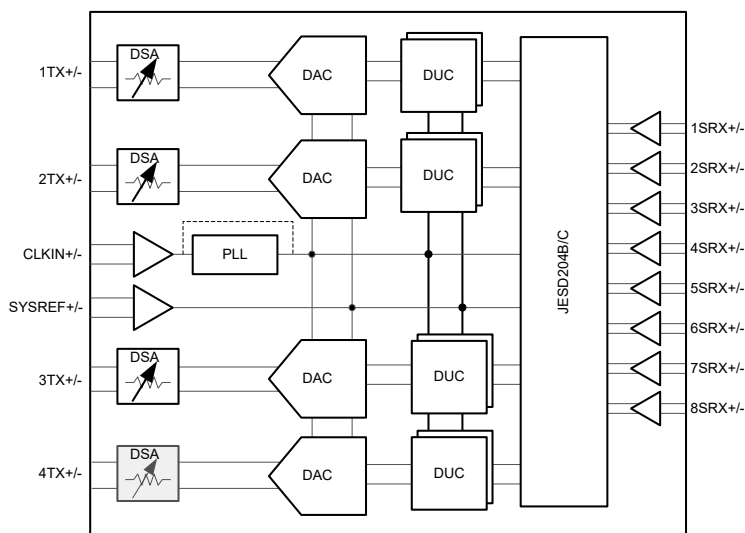 DSA
1TX+/-
DAC
DUC
DSA
2TX+/-
DAC
DUC
CLKIN+/-
PLL
SYSREF+/-
DSA
3TX+/-
DAC
DUC
DSA
4TX+/-
DAC
DUC
JESD204B/C
1SRX+/-
2SRX+/-
3SRX+/-
4SRX+/-
5SRX+/-
6SRX+/-
7SRX+/-
8SRX+/-